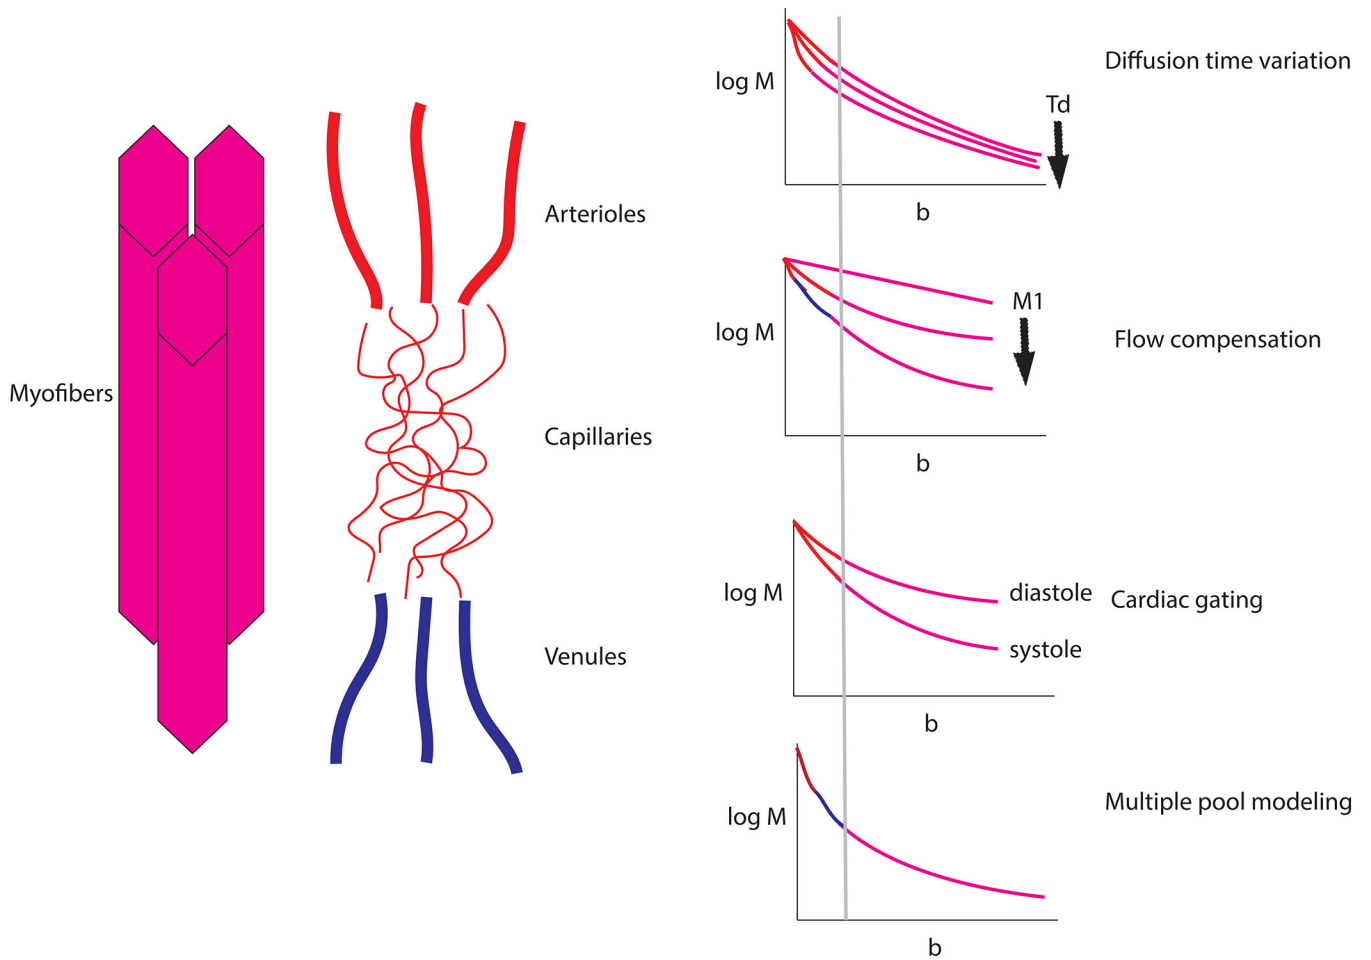 Myofibers
Arterioles
Capillaries
Venules
log M
b
Td
Diffusion time variation
log M
b
M1
Flow compensation
log M
b
diastole
systole
Cardiac gating
log M
b
Multiple pool modeling